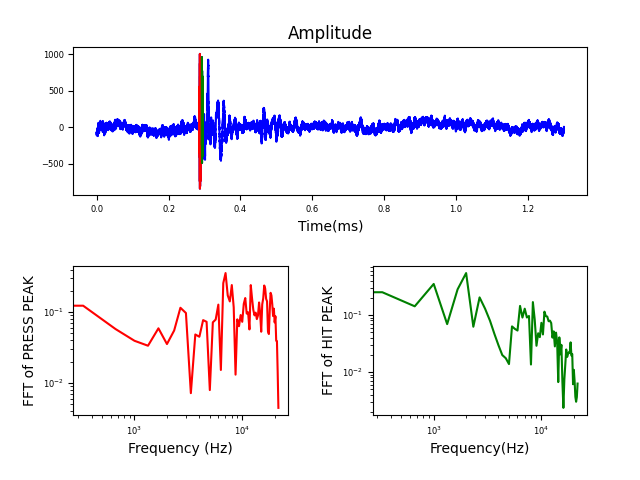 Amplitude
1000
500
0
−500
0.0 0.2 0.4 0.6 0.8 1.0 1.2
Time(ms)
FFT of PRESS PEAK
10⁻¹
10⁻²
10³ 10⁴
Frequency (Hz)
FFT of HIT PEAK
10⁻¹
10⁻²
10³ 10⁴
Frequency(Hz)